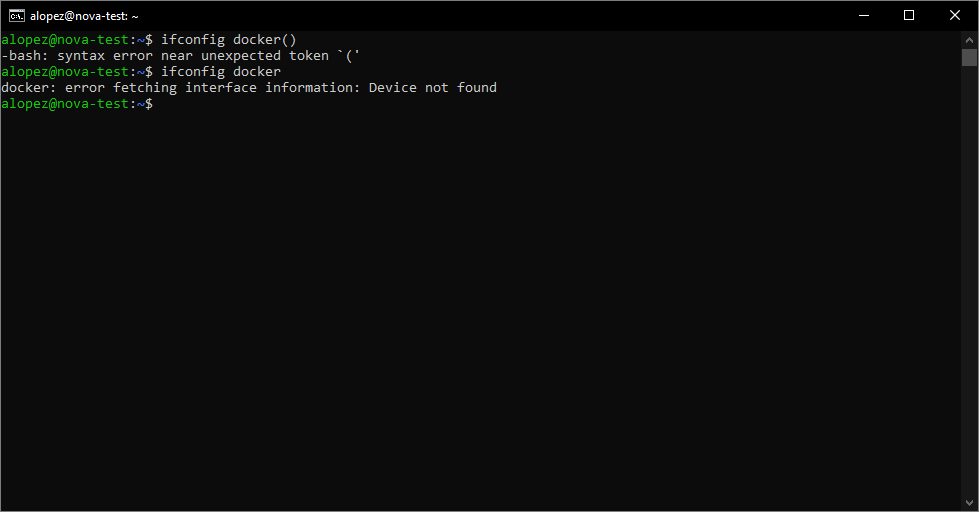 alopez@nova-test: ~
alopez@nova-test:~$ ifconfig docker()
-bash: syntax error near unexpected token `('
alopez@nova-test:~$ ifconfig docker
docker: error fetching interface information: Device not found
alopez@nova-test:~$